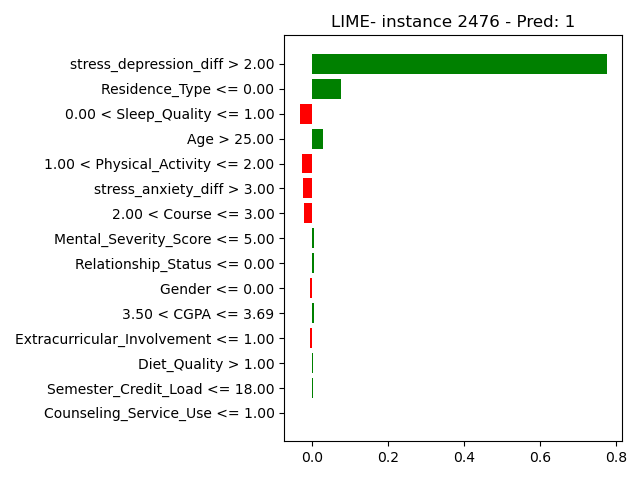 LIME- instance 2476 - Pred: 1
stress_depression_diff > 2.00
Residence_Type <= 0.00
0.00 < Sleep_Quality <= 1.00
Age > 25.00
1.00 < Physical_Activity <= 2.00
stress_anxiety_diff > 3.00
2.00 < Course <= 3.00
Mental_Severity_Score <= 5.00
Relationship_Status <= 0.00
Gender <= 0.00
3.50 < CGPA <= 3.69
Extracurricular_Involvement <= 1.00
Diet_Quality > 1.00
Semester_Credit_Load <= 18.00
Counseling_Service_Use <= 1.00
0.0 0.2 0.4 0.6 0.8